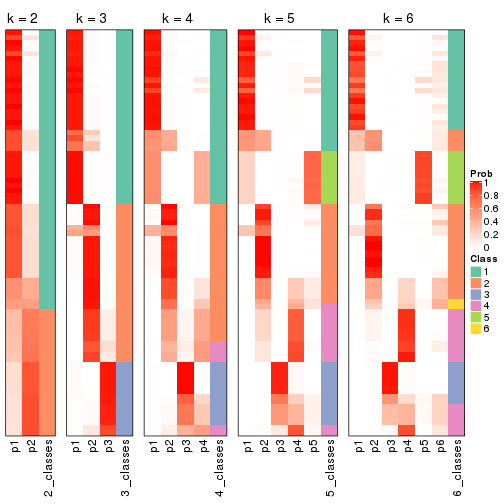 k = 2
k = 3
k = 4
k = 5
k = 6
Prob
1
0.8
0.6
0.4
0.2
0
Class
1
2
3
4
5
6
p1
p2
2_classes
p1
p2
p3
3_classes
p1
p2
p3
p4
4_classes
p1
p2
p3
p4
p5
5_classes
p1
p2
p3
p4
p5
p6
6_classes